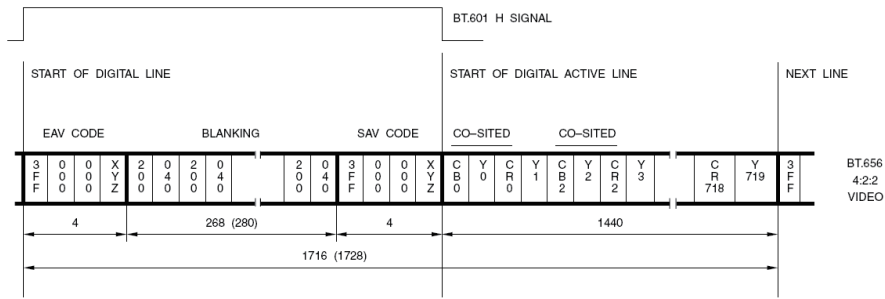 BT.601 H SIGNAL
START OF DIGITAL LINE
START OF DIGITAL ACTIVE LINE
NEXT LINE
EAV CODE
BLANKING
SAV CODE
CO–SITED
CO–SITED
3FF
000
000
XYZ
200
040
200
040
200
040
3FF
000
000
XYZ
CB0
Y0
CR0
Y1
CB2
Y2
CR2
Y3
CR718
Y719
3FF
BT.656
4:2:2
VIDEO
4
268 (280)
4
1440
1716 (1728)